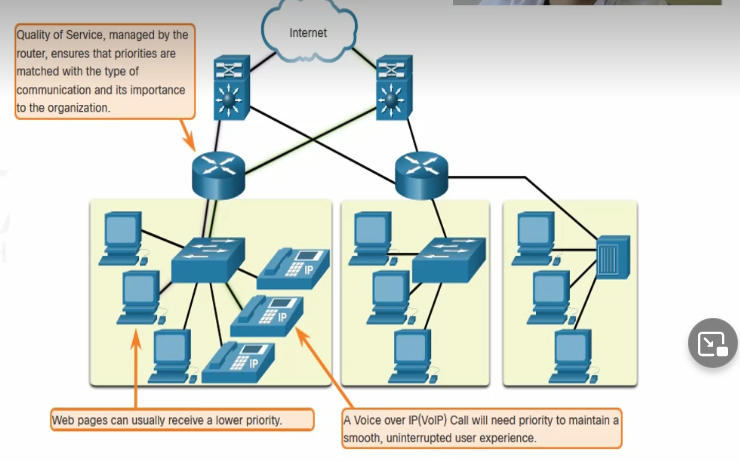 Internet
Quality of Service, managed by the
router, ensures that priorities are
matched with the type of
communication and its importance
to the organization.
IP
IP
IP
Web pages can usually receive a lower priority.
A Voice over IP(VoIP) Call will need priority to maintain a
smooth, uninterrupted user experience.